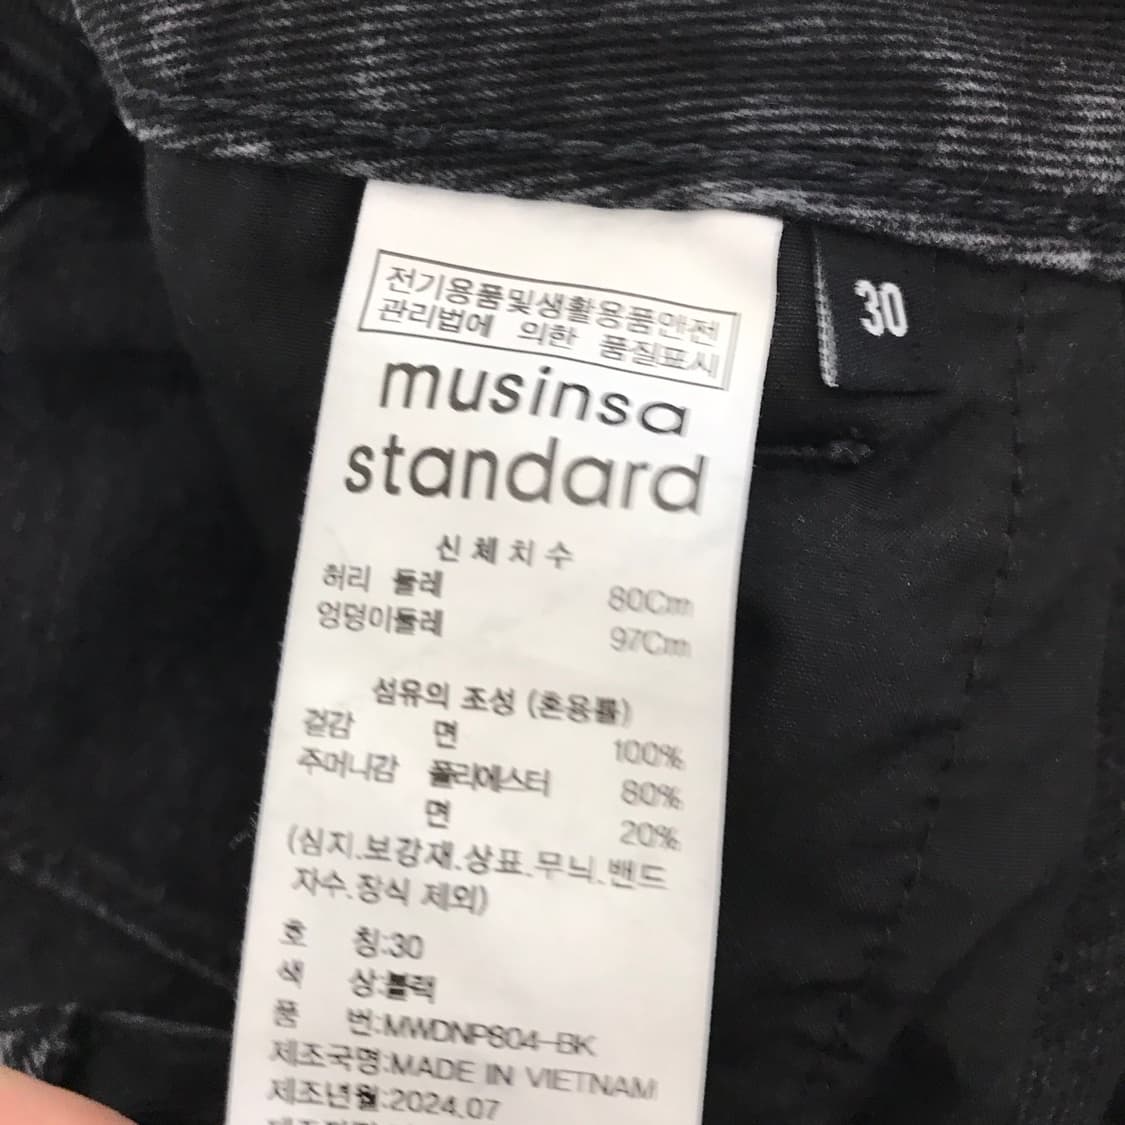 전기용품및생활용품안전
관리법에 의한 품질표시
musinsa
standard
30
신체치수
허리 둘레 80Cm
엉덩이둘레 97Cm
섬유의 조성 (혼용률)
겉감 면 100%
주머니감 폴리에스터 80%
면 20%
(심지.보강재.상표.무늬.밴드
자수.장식 제외)
호 칭:30
색 상:블랙
품 번:MWDNP804-BK
제조국명:MADE IN VIETNAM
제조년월:2024.07